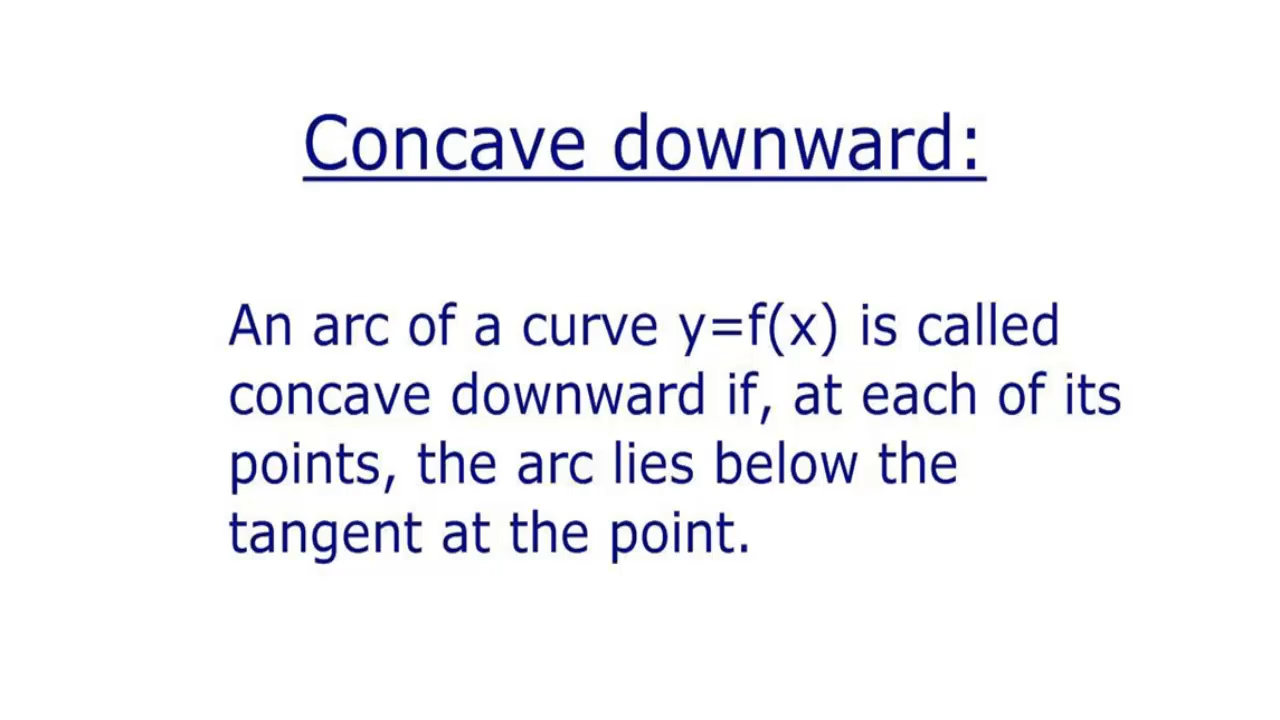 Concave downward:
An arc of a curve y=f(x) is called
concave downward if, at each of its
points, the arc lies below the
tangent at the point.